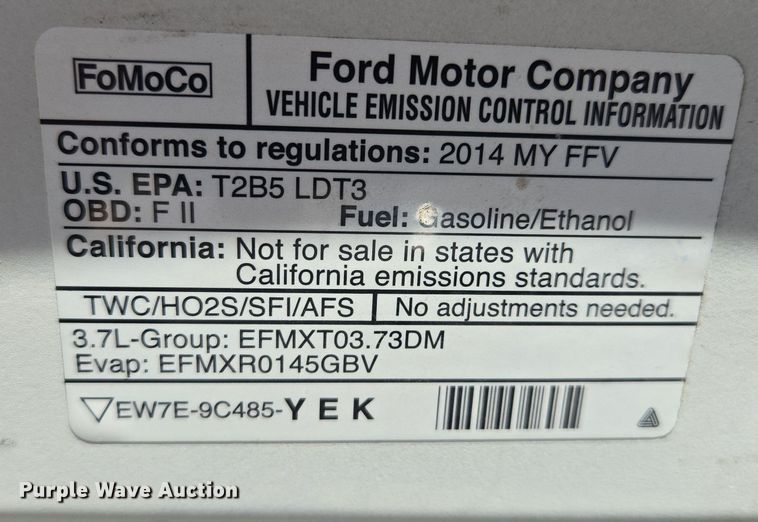 FoMoCo
Ford Motor Company
VEHICLE EMISSION CONTROL INFORMATION
Conforms to regulations: 2014 MY FFV
U.S. EPA: T2B5 LDT3
OBD: F II Fuel: Gasoline/Ethanol
California: Not for sale in states with
California emissions standards.
TWC/HO2S/SFI/AFS No adjustments needed.
3.7L-Group: EFMXT03.73DM
Evap: EFMXR0145GBV
EW7E-9C485-YEK
Purple Wave Auction